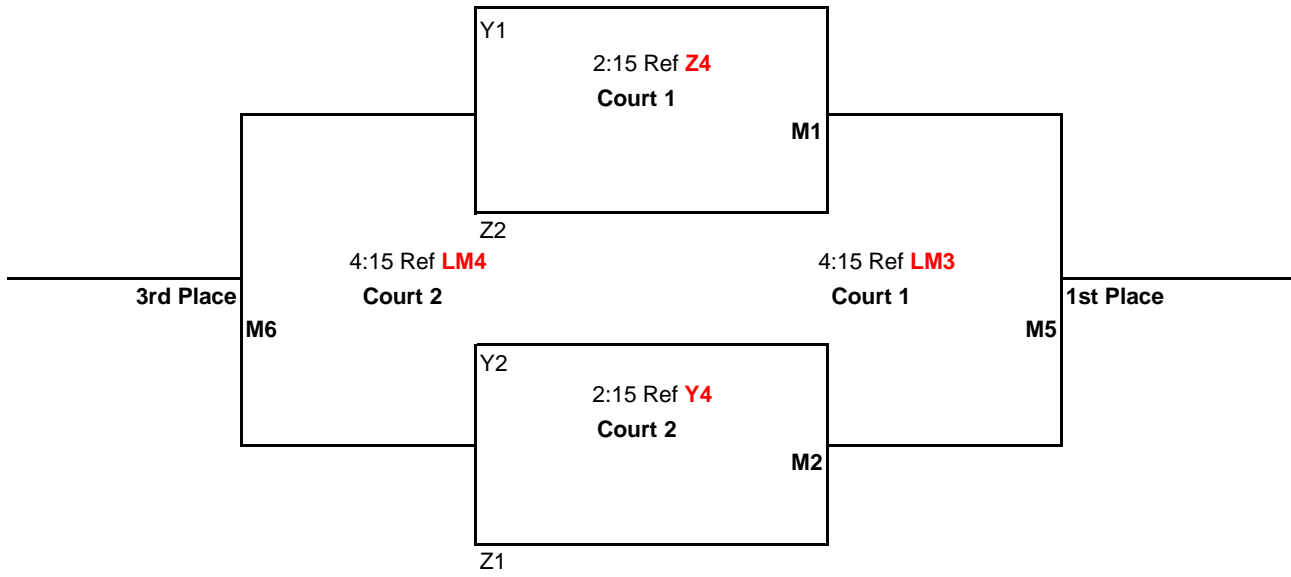 Y1
2:15 Ref Z4
Court 1
M1
Z2
4:15 Ref LM4
4:15 Ref LM3
3rd Place
Court 2
Court 1
1st Place
M6
M5
Y2
2:15 Ref Y4
Court 2
M2
Z1